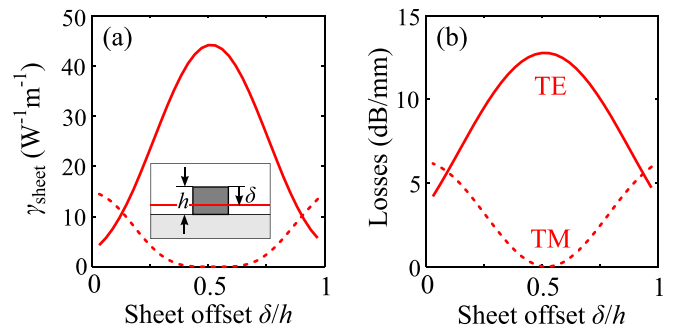 (a)
50
40
30
20
10
0
γsheet (W⁻¹m⁻¹)
h
δ
0
0.5
1
Sheet offset δ/h
(b)
15
10
5
0
Losses (dB/mm)
TE
TM
0
0.5
1
Sheet offset δ/h